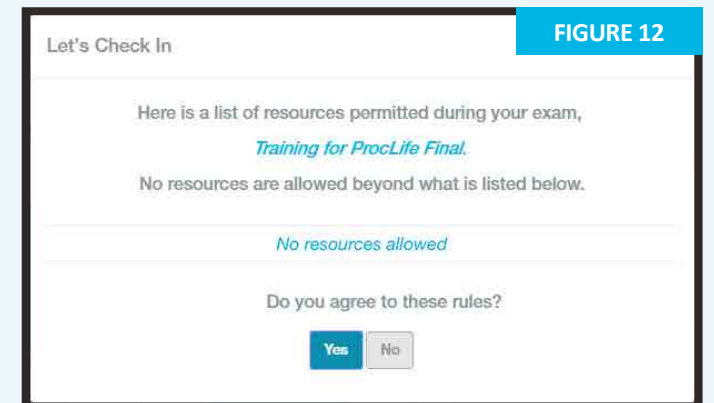 FIGURE 12
Let's Check In
Here is a list of resources permitted during your exam,
Training for ProcLife Final.
No resources are allowed beyond what is listed below.
No resources allowed
Do you agree to these rules?
Yes No